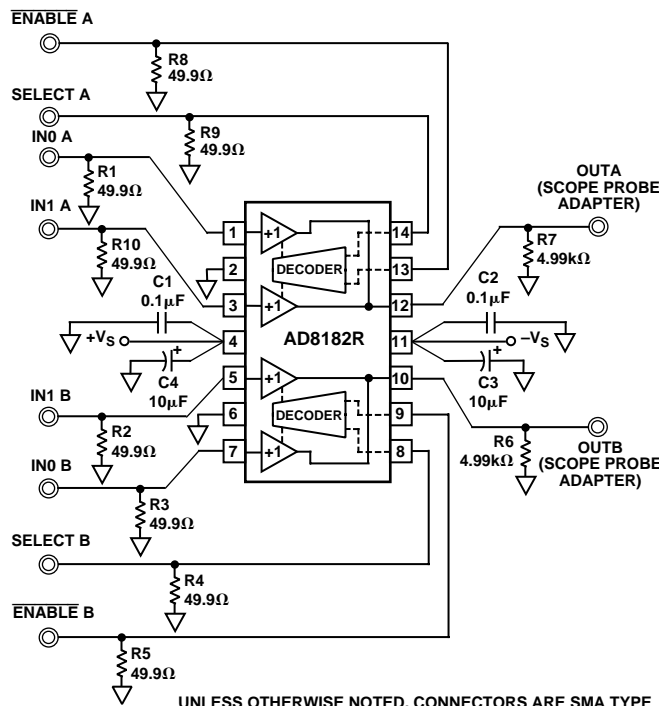 ENABLE A
R8
49.9Ω
SELECT A
R9
49.9Ω
IN0 A
R1
49.9Ω
IN1 A
R10
49.9Ω
OUTA
(SCOPE PROBE
ADAPTER)
R7
4.99kΩ
1
+1
14
2
DECODER
13
3
+1
12
C1
0.1µF
C2
0.1µF
+VS
4
AD8182R
11
–VS
C4
10µF
+
C3
10µF
+
IN1 B
5
+1
10
R2
49.9Ω
6
DECODER
9
IN0 B
7
+1
8
R3
49.9Ω
R6
4.99kΩ
OUTB
(SCOPE PROBE
ADAPTER)
SELECT B
R4
49.9Ω
ENABLE B
R5
49.9Ω
UNLESS OTHERWISE NOTED, CONNECTORS ARE SMA TYPE